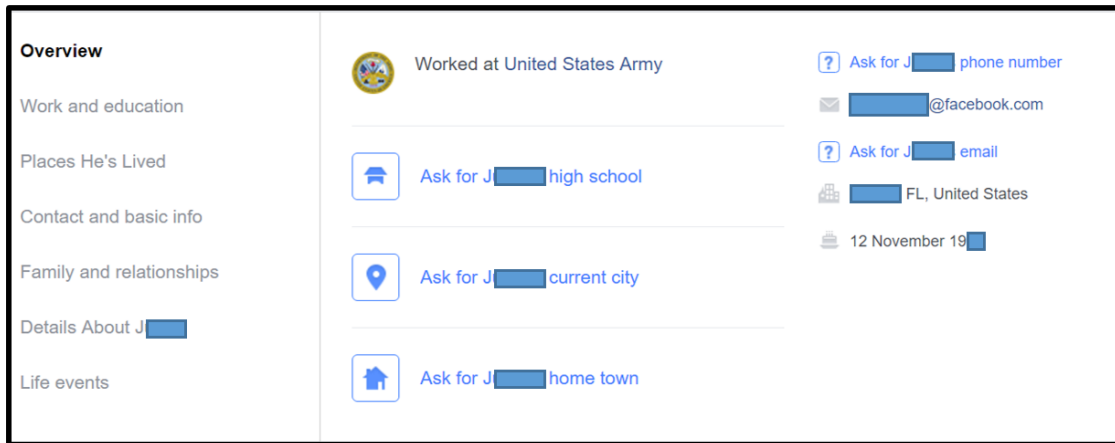 Overview
Work and education
Places He's Lived
Contact and basic info
Family and relationships
Details About J
Life events
Worked at United States Army
Ask for J high school
Ask for J current city
Ask for J home town
Ask for J phone number
@facebook.com
Ask for J email
FL, United States
12 November 19